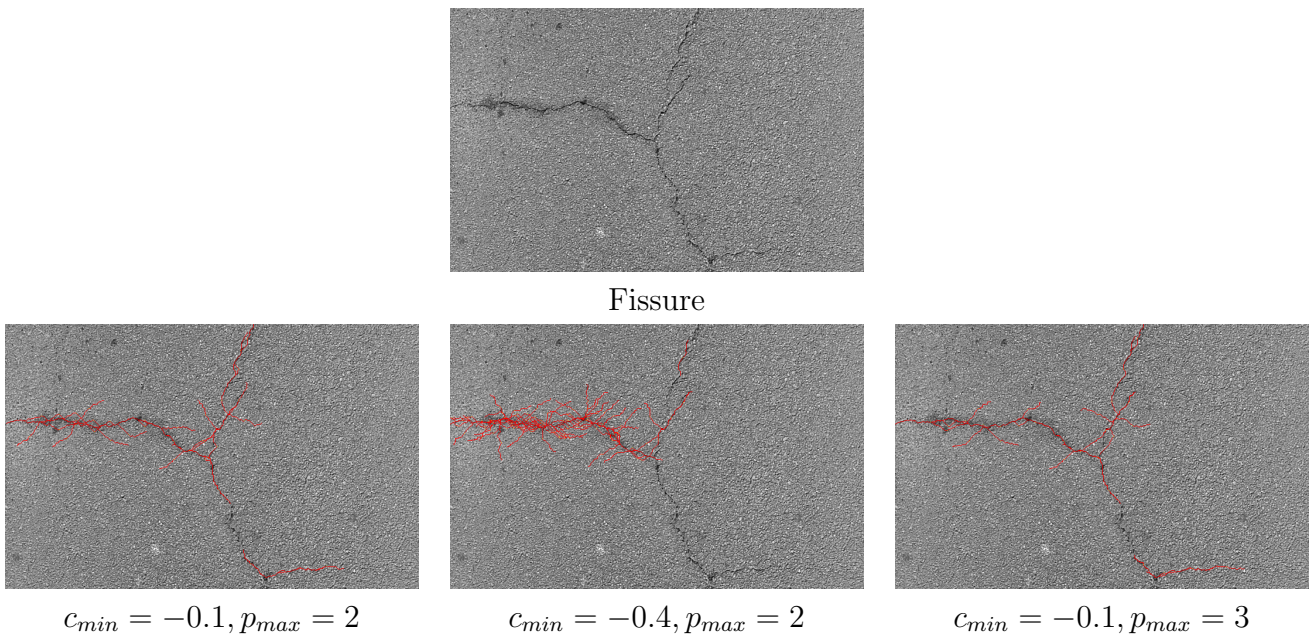 Fissure
c_{min} = −0.1, p_{max} = 2
c_{min} = −0.4, p_{max} = 2
c_{min} = −0.1, p_{max} = 3